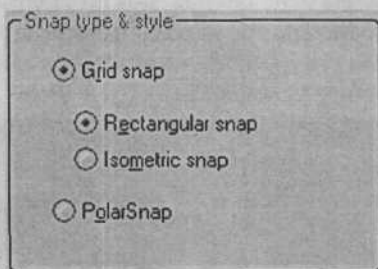 Snap type & style
Grid snap
Rectangular snap
Isometric snap
PolarSnap